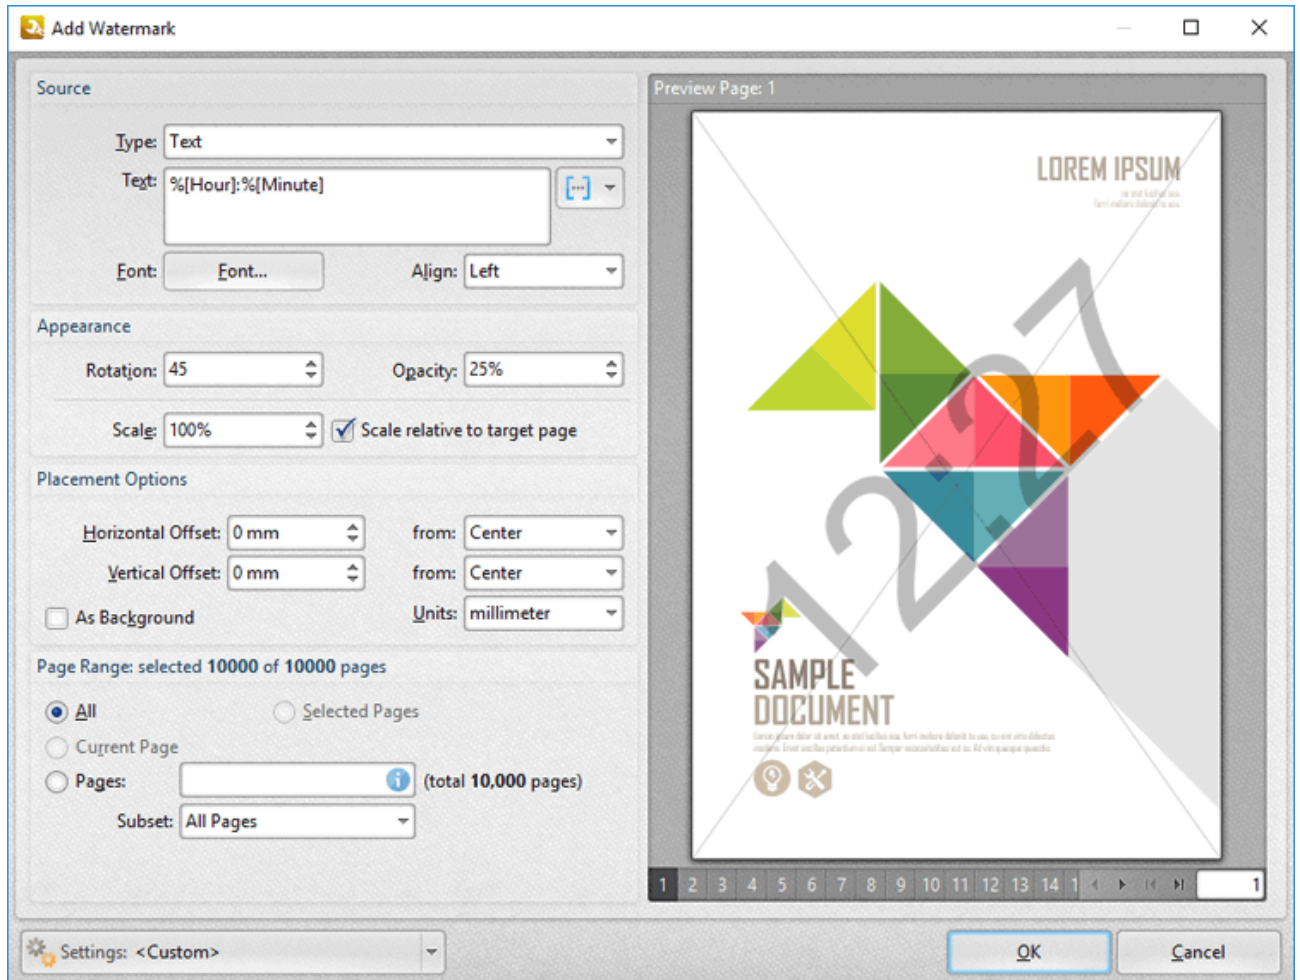 Add Watermark
Source
Type: Text
Text: %[Hour]:%[Minute]
Font: Font... Align: Left
Appearance
Rotation: 45 Opacity: 25%
Scale: 100% Scale relative to target page
Placement Options
Horizontal Offset: 0 mm from: Center
Vertical Offset: 0 mm from: Center
As Background Units: millimeter
Page Range: selected 10000 of 10000 pages
All Selected Pages
Current Page
Pages: (total 10,000 pages)
Subset: All Pages
Preview Page: 1
LOREM IPSUM
12:27
SAMPLE
DOCUMENT
1 2 3 4 5 6 7 8 9 10 11 12 13 14 1 1
Settings: <Custom> OK Cancel